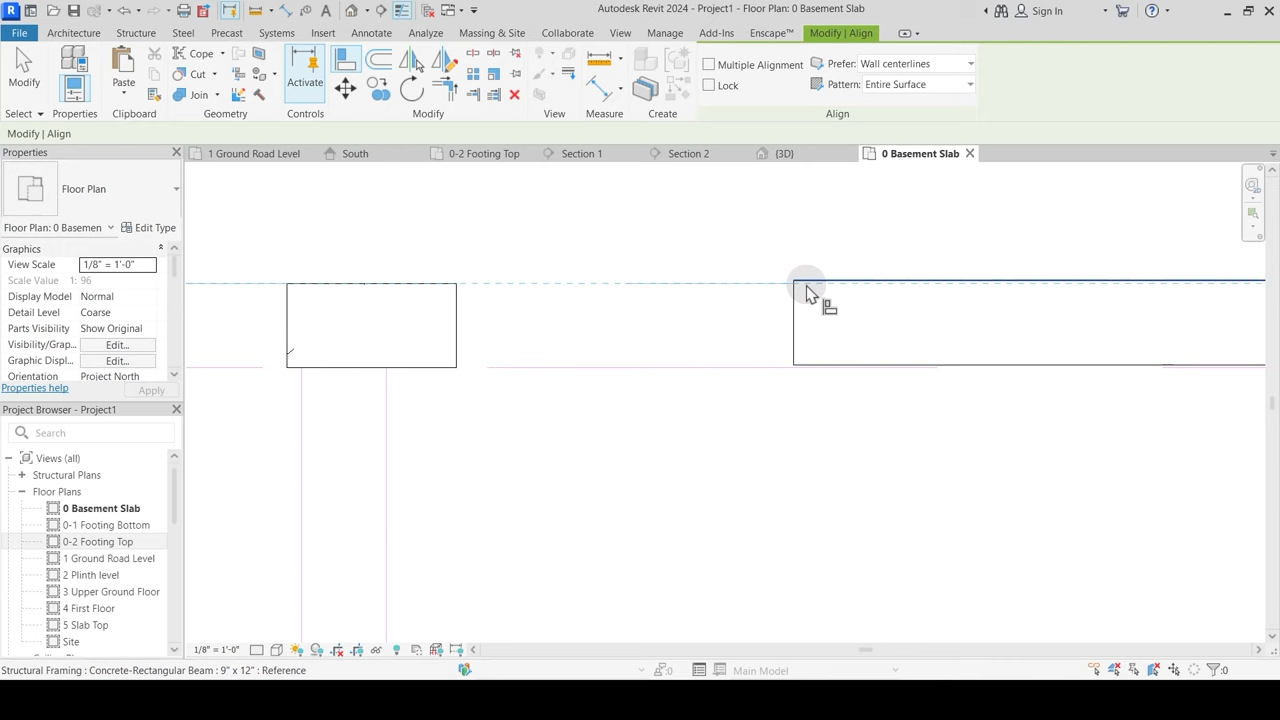 Autodesk Revit 2024 - Project1 - Floor Plan: 0 Basement Slab
Sign In
File Architecture Structure Steel Precast Systems Insert Annotate Analyze Massing & Site Collaborate View Manage Add-Ins Enscape™ Modify | Align
Modify Paste Cope Cut Join Activate
Multiple Alignment Prefer: Wall centerlines
Lock Pattern: Entire Surface
Select Properties Clipboard Geometry Controls Modify View Measure Create Align
Modify | Align
Properties
1 Ground Road Level South 0-2 Footing Top Section 1 Section 2 (3D) 0 Basement Slab
Floor Plan
Floor Plan: 0 Basemen Edit Type
Graphics
View Scale 1/8" = 1'-0"
Scale Value 1: 96
Display Model Normal
Detail Level Coarse
Parts Visibility Show Original
Visibility/Grap... Edit...
Graphic Displ... Edit...
Orientation Project North
Properties help Apply
Project Browser - Project1
Search
Views (all)
Structural Plans
Floor Plans
0 Basement Slab
0-1 Footing Bottom
0-2 Footing Top
1 Ground Road Level
2 Plinth level
3 Upper Ground Floor
4 First Floor
5 Slab Top
Site
1/8" = 1'-0"
Structural Framing : Concrete-Rectangular Beam : 9" x 12" : Reference
:0 Main Model :0